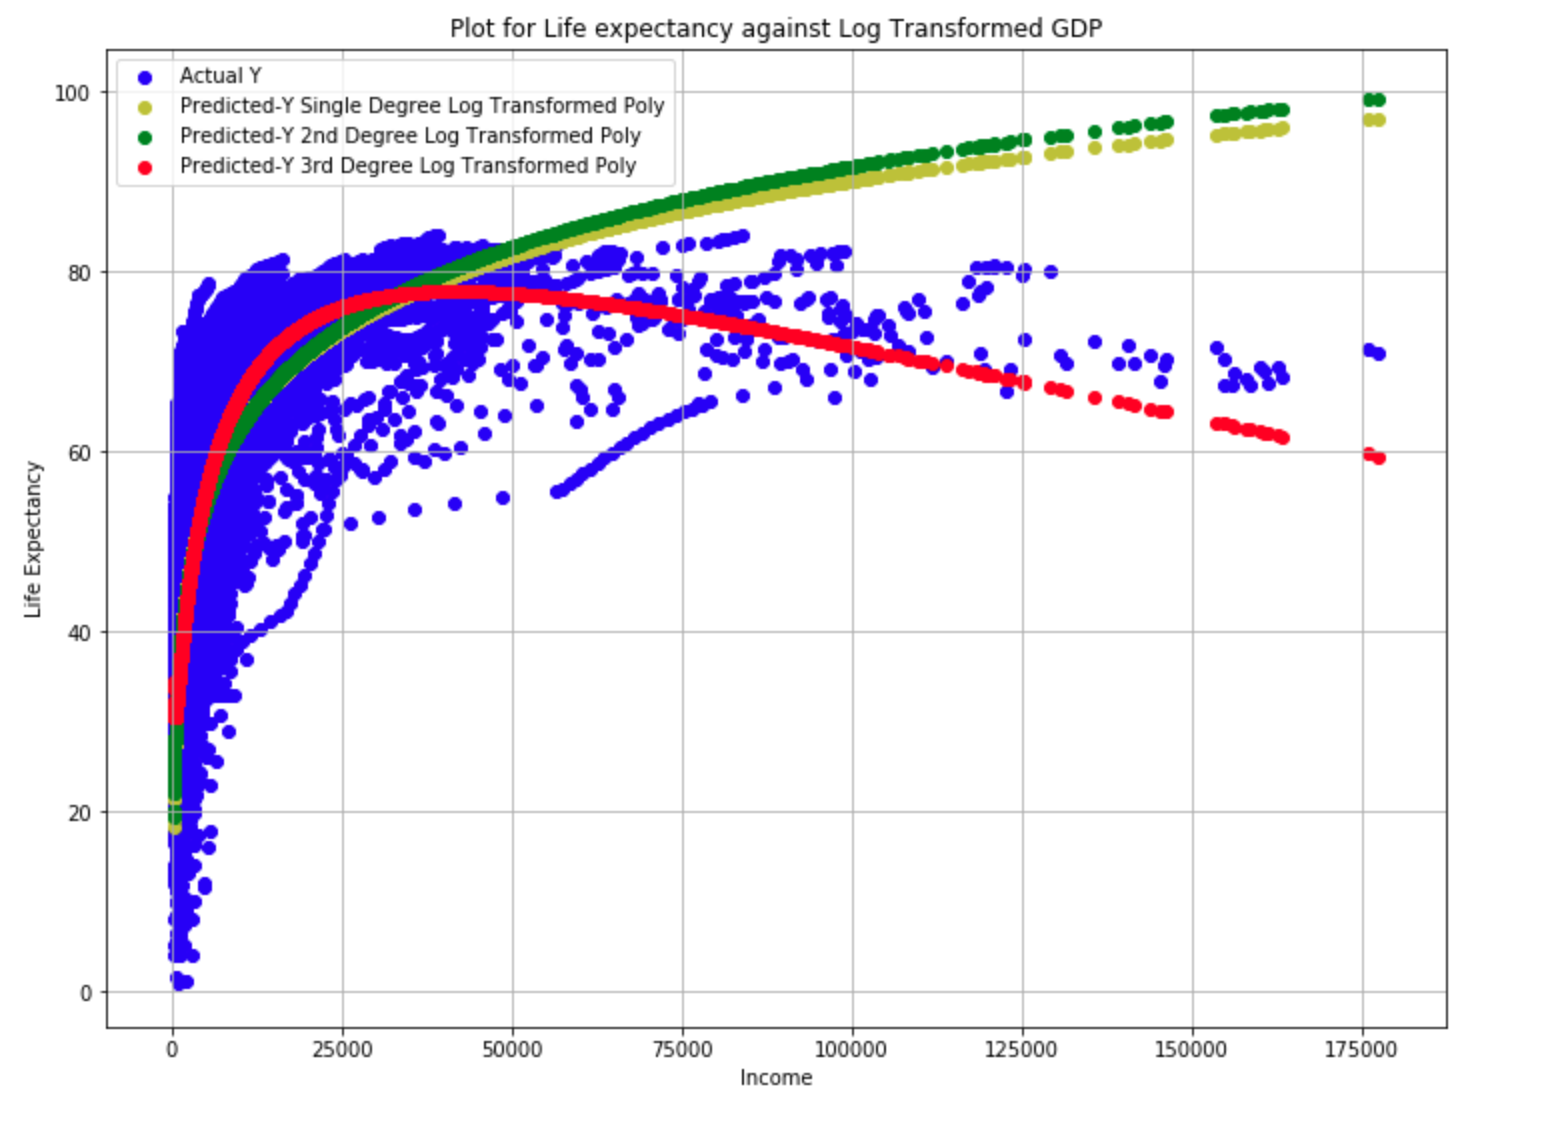 Plot for Life expectancy against Log Transformed GDP
Actual Y
Predicted-Y Single Degree Log Transformed Poly
Predicted-Y 2nd Degree Log Transformed Poly
Predicted-Y 3rd Degree Log Transformed Poly
100
80
60
40
20
0
Life Expectancy
0 25000 50000 75000 100000 125000 150000 175000
Income